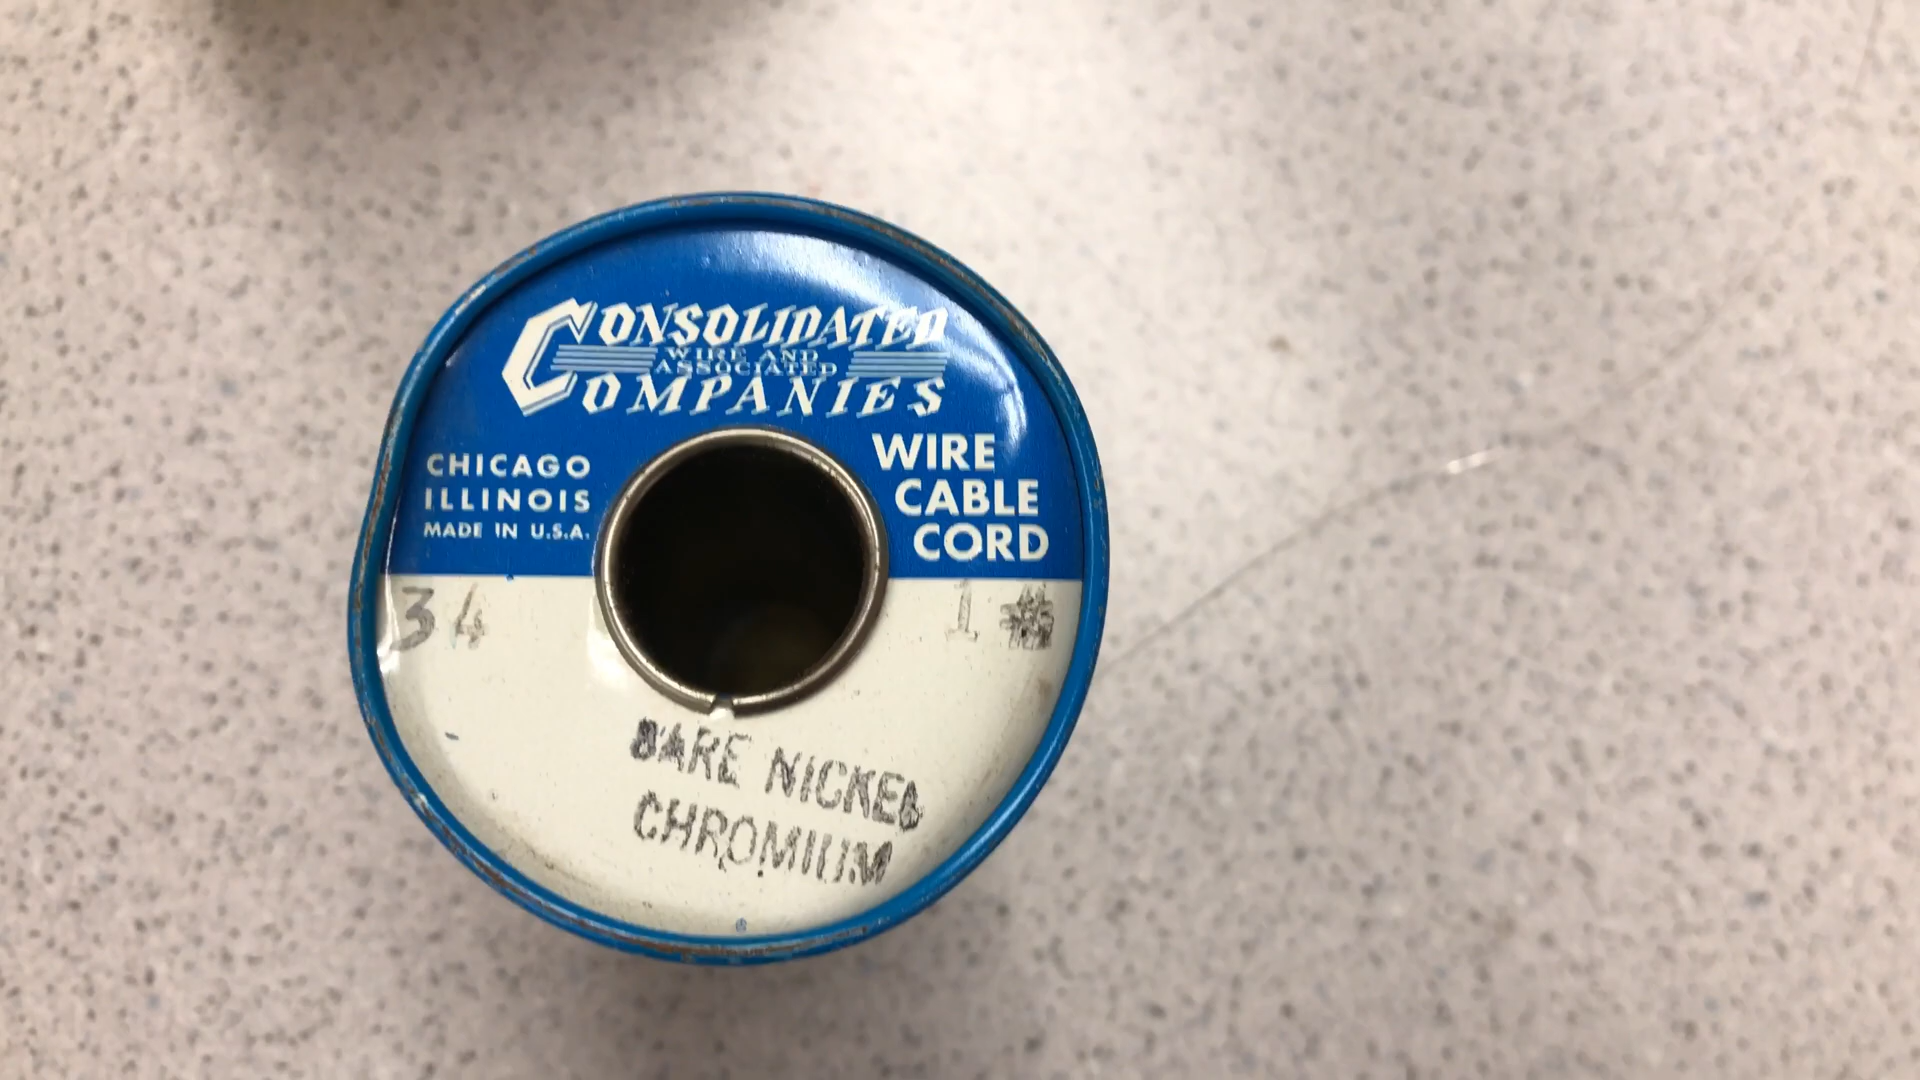 CONSOLIDATED
WIRE AND
ASSOCIATED
COMPANIES
CHICAGO
ILLINOIS
MADE IN U.S.A.
WIRE
CABLE
CORD
34
1#
BARE NICKEL
CHROMIUM